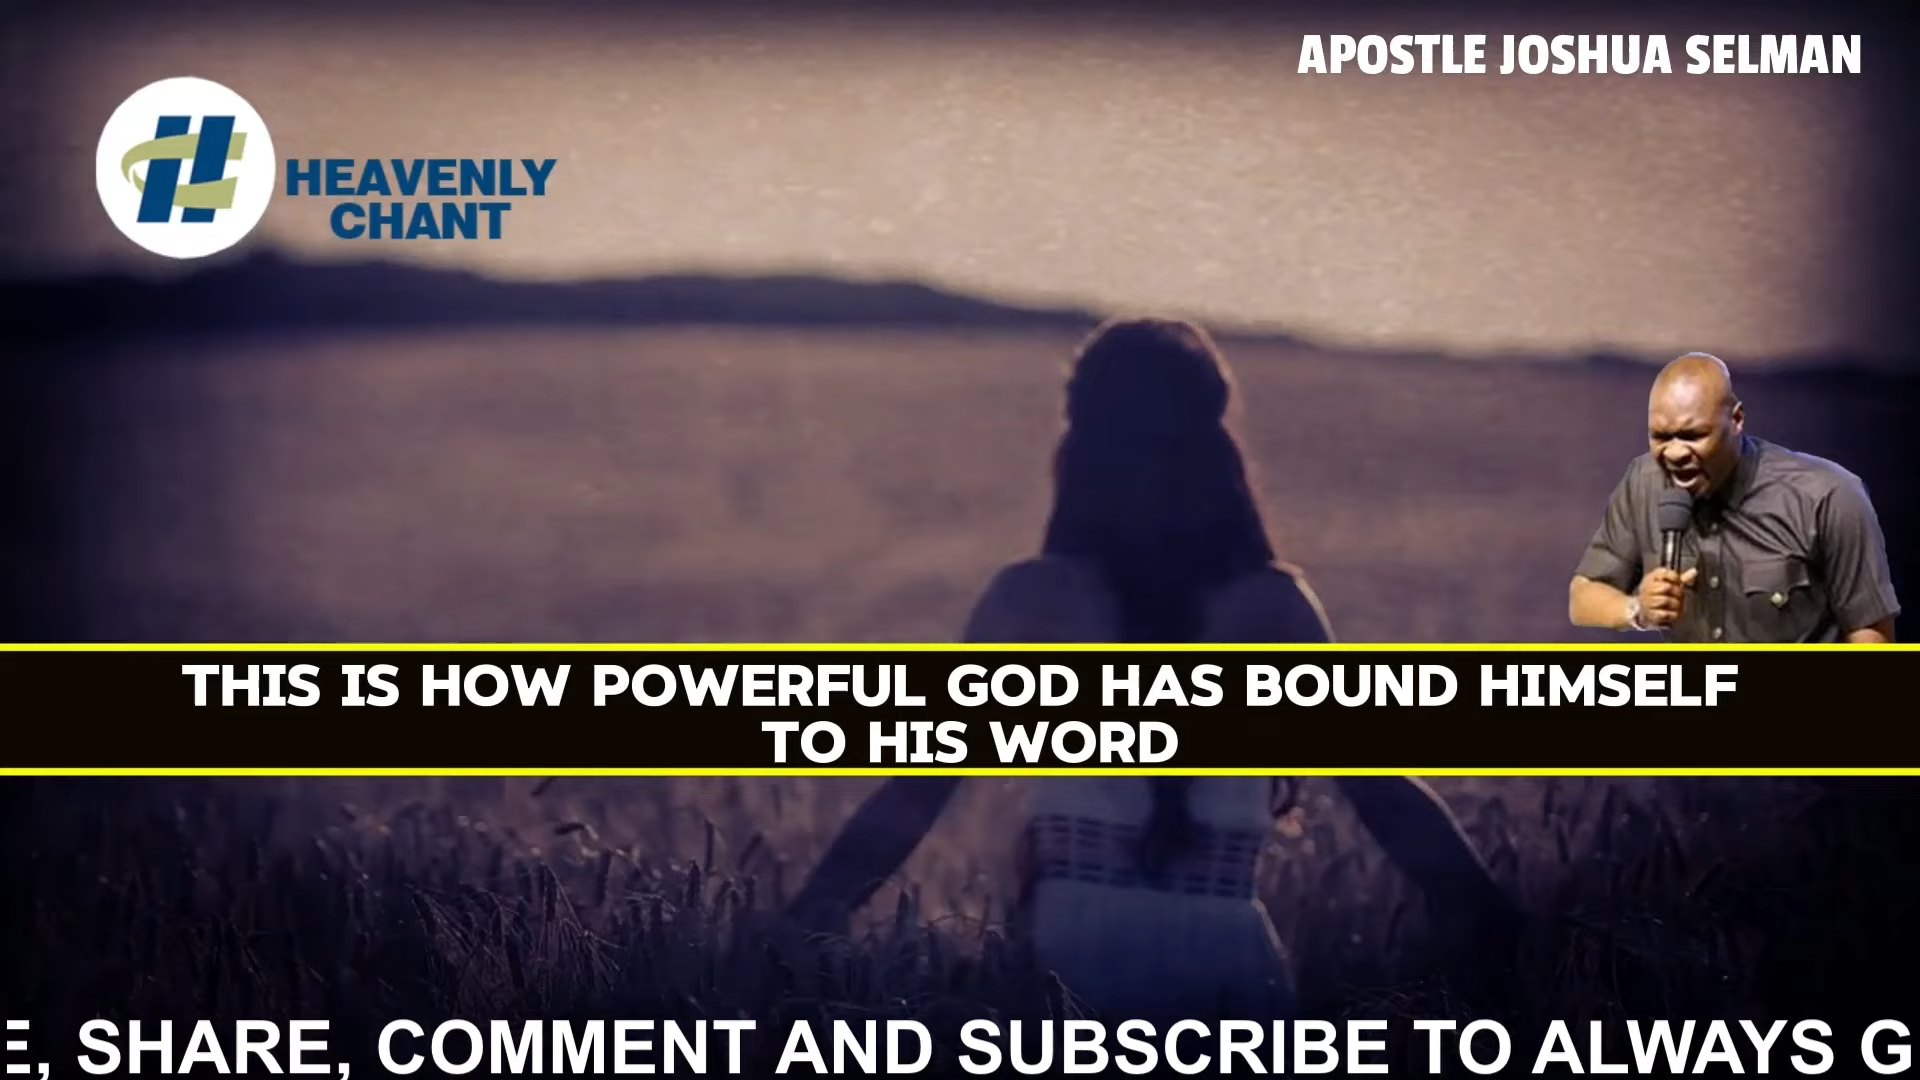 APOSTLE JOSHUA SELMAN
HEAVENLY
CHANT
THIS IS HOW POWERFUL GOD HAS BOUND HIMSELF
TO HIS WORD
E, SHARE, COMMENT AND SUBSCRIBE TO ALWAYS G